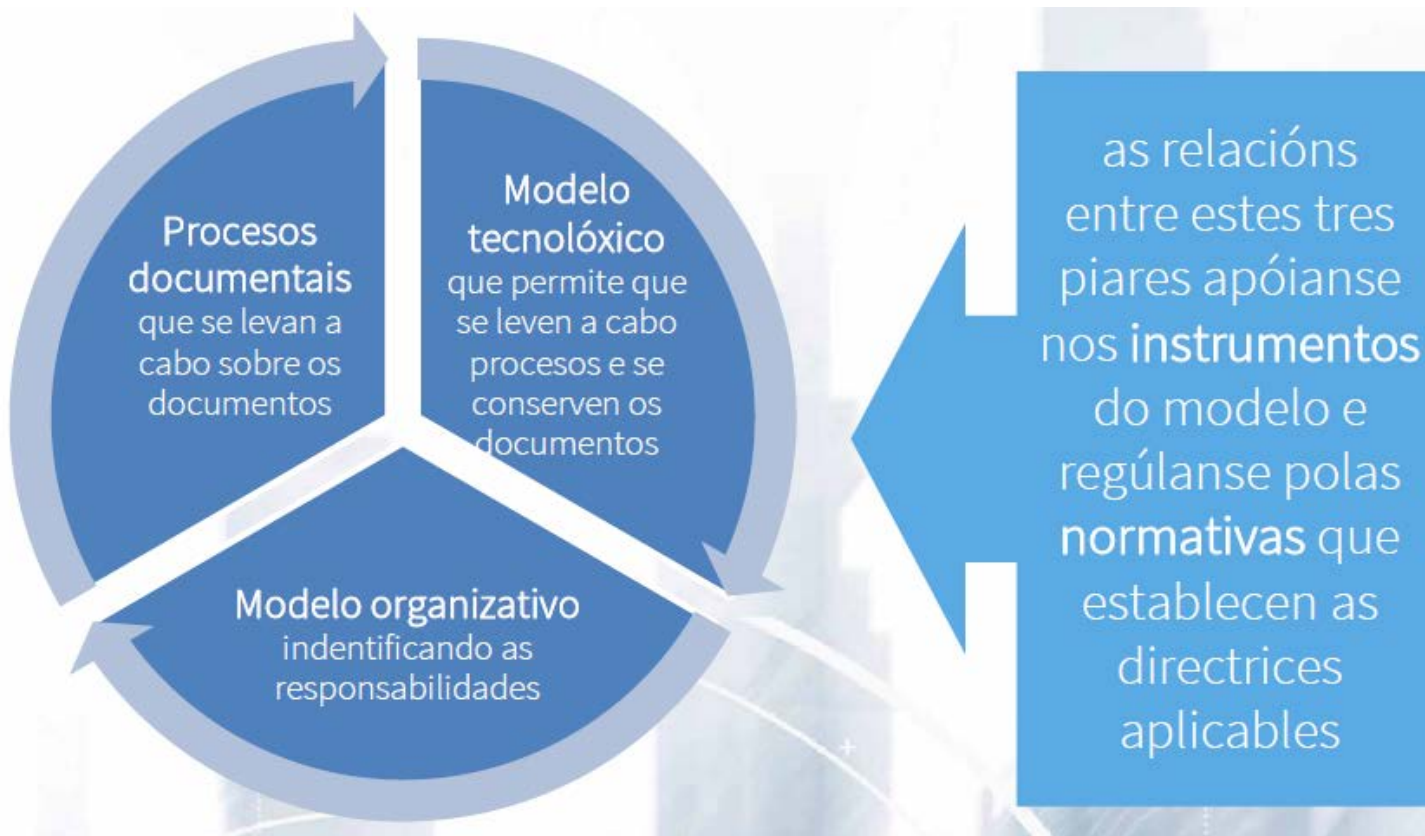 Procesos
documentais
que se levan a
cabo sobre os
documentos
Modelo
tecnolóxico
que permite que
se leven a cabo
procesos e se
conserven os
documentos
Modelo organizativo
indentificando as
responsabilidades
as relacións
entre estes tres
piares apóianse
nos instrumentos
do modelo e
regúlanse polas
normativas que
establecen as
directrices
aplicables